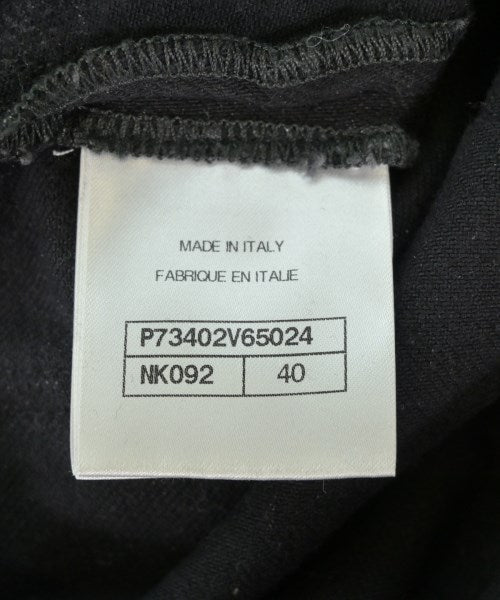 MADE IN ITALY
FABRIQUE EN ITALIE
P73402V65024
NK092 40